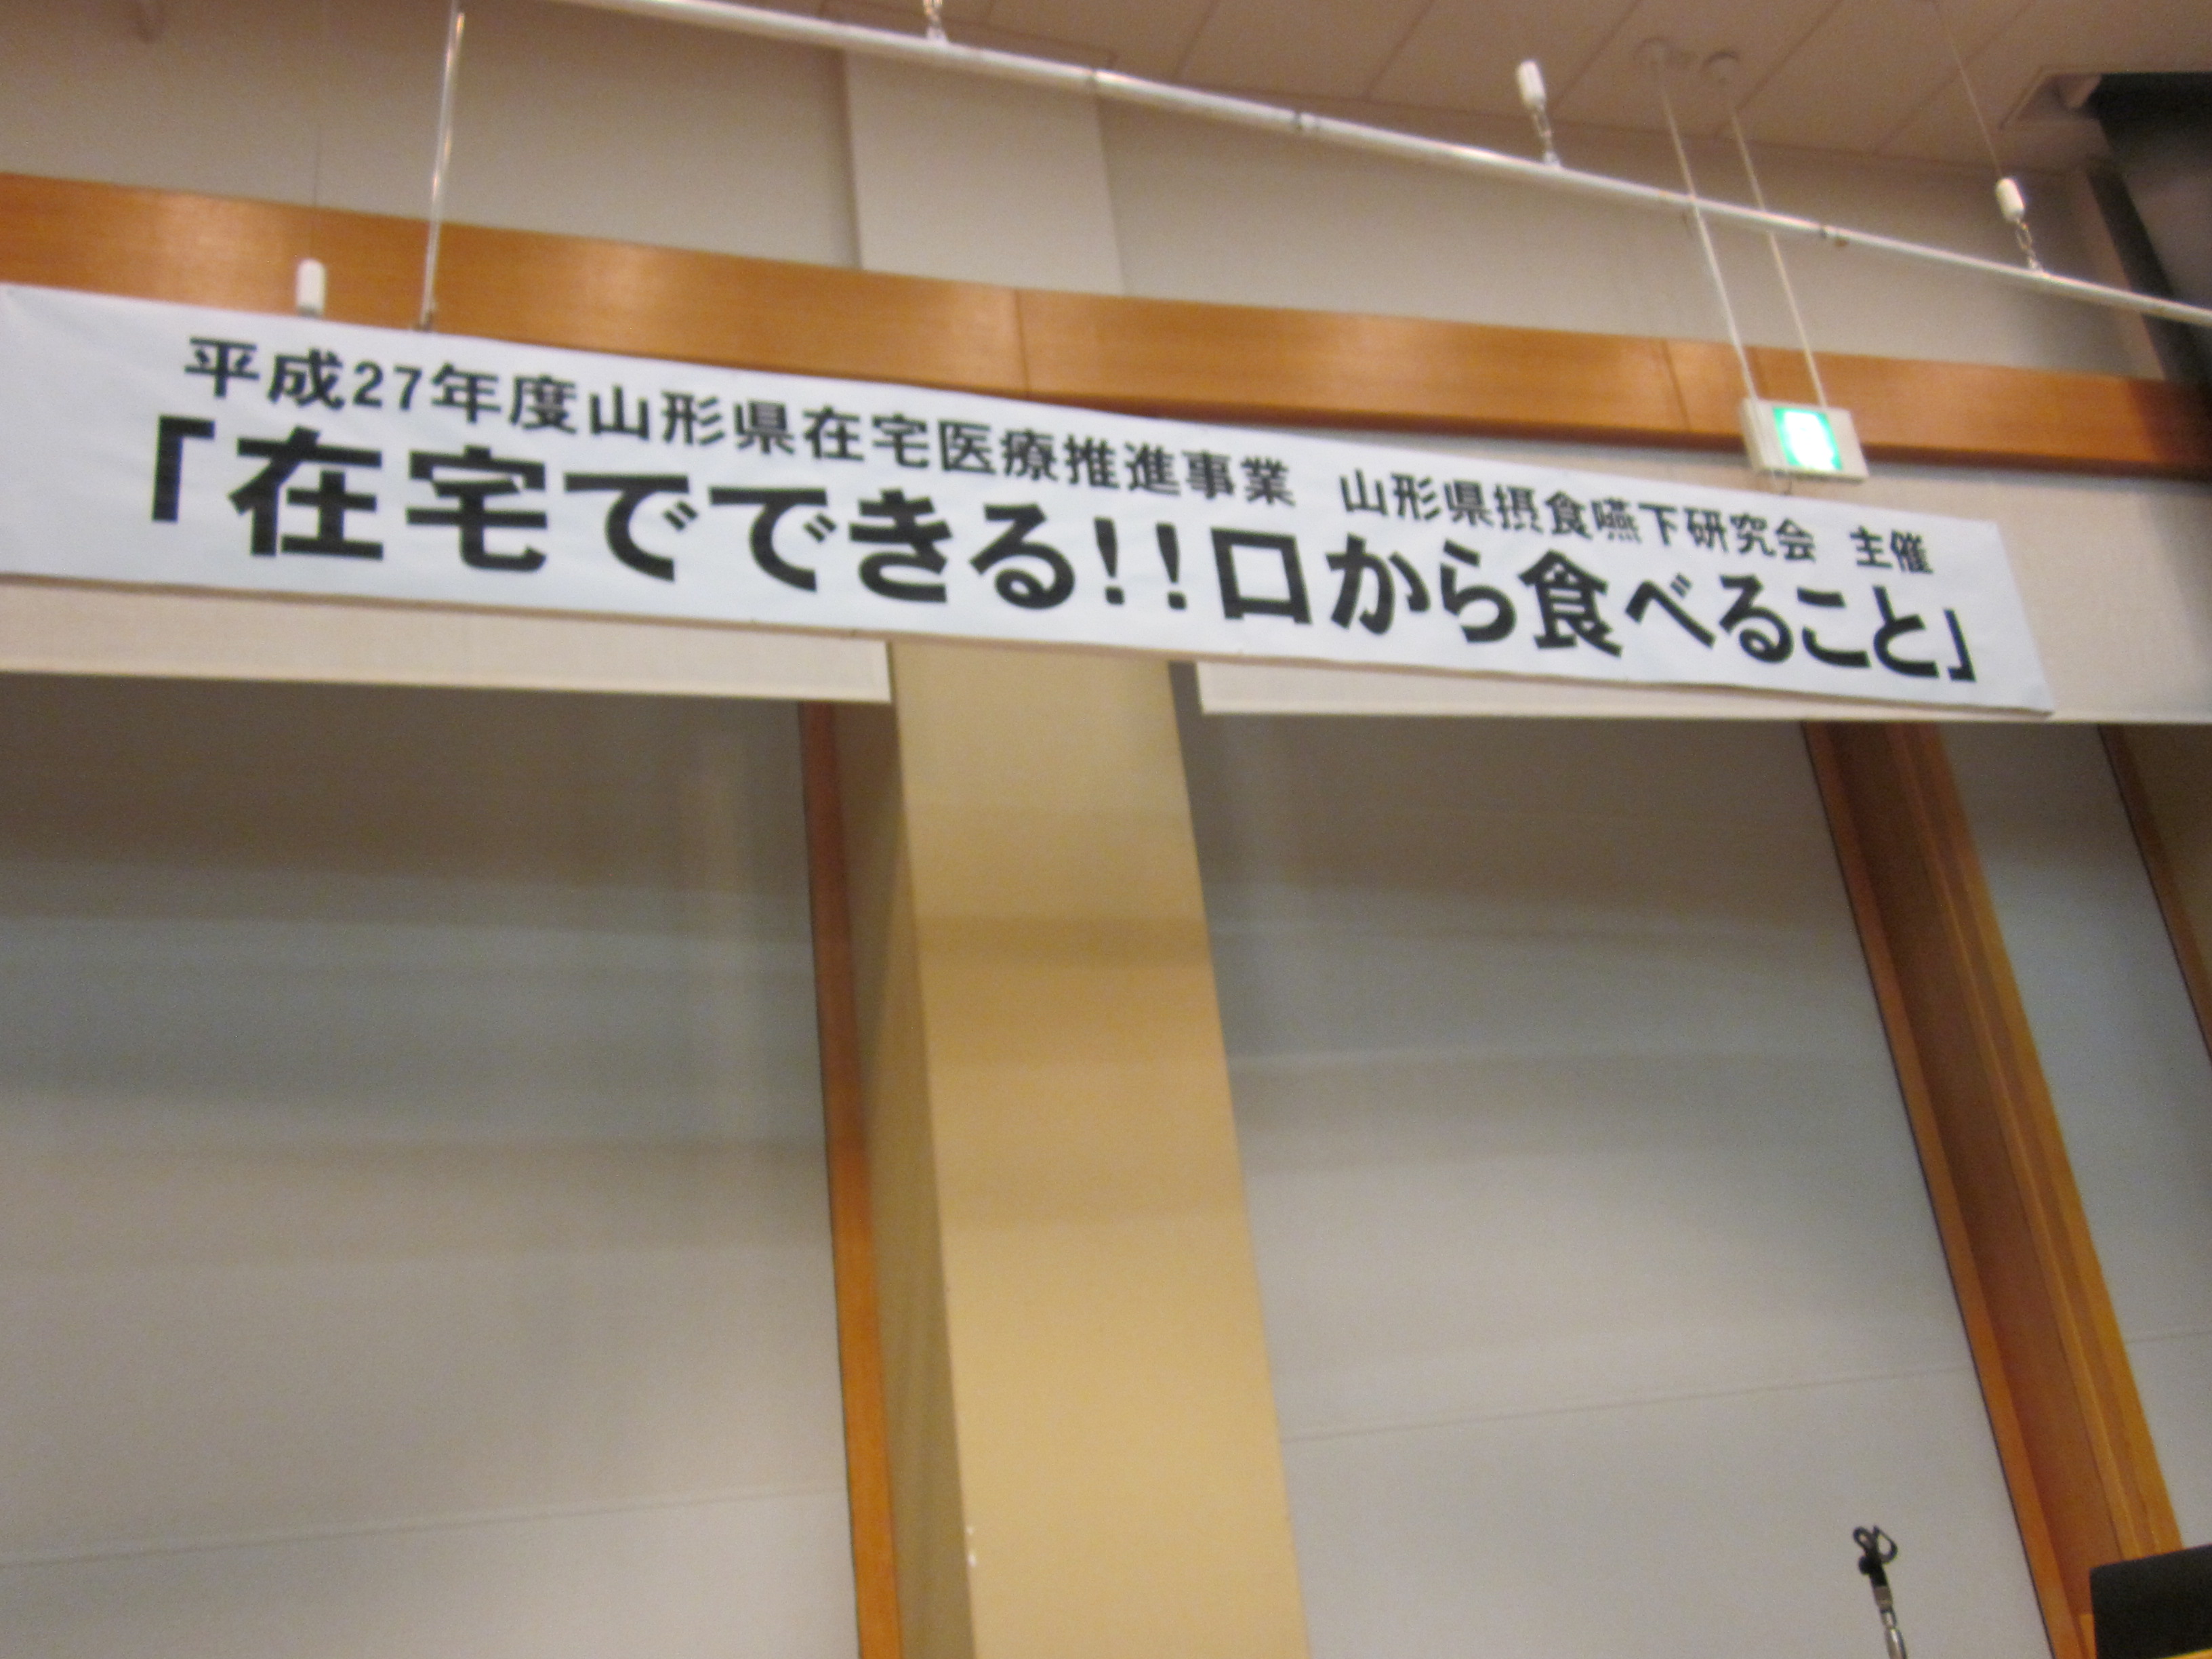 平成27年度山形県在宅医療推進事業　山形県摂食嚥下研究会　主催
「在宅でできる!!口から食べること」